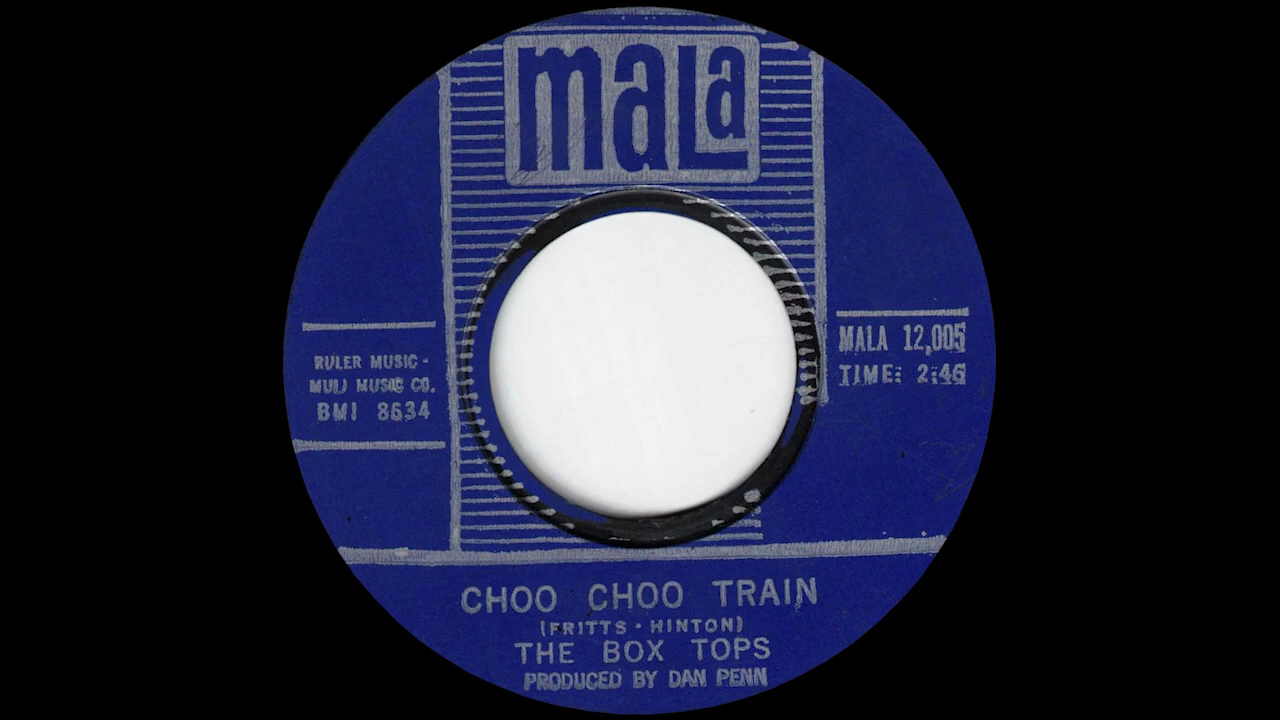 mala
RULER MUSIC -
MULJ MUSIC CO.
BMI 8634
MALA 12,005
TIME: 2:46
CHOO CHOO TRAIN
(FRITTS - HINTON)
THE BOX TOPS
PRODUCED BY DAN PENN